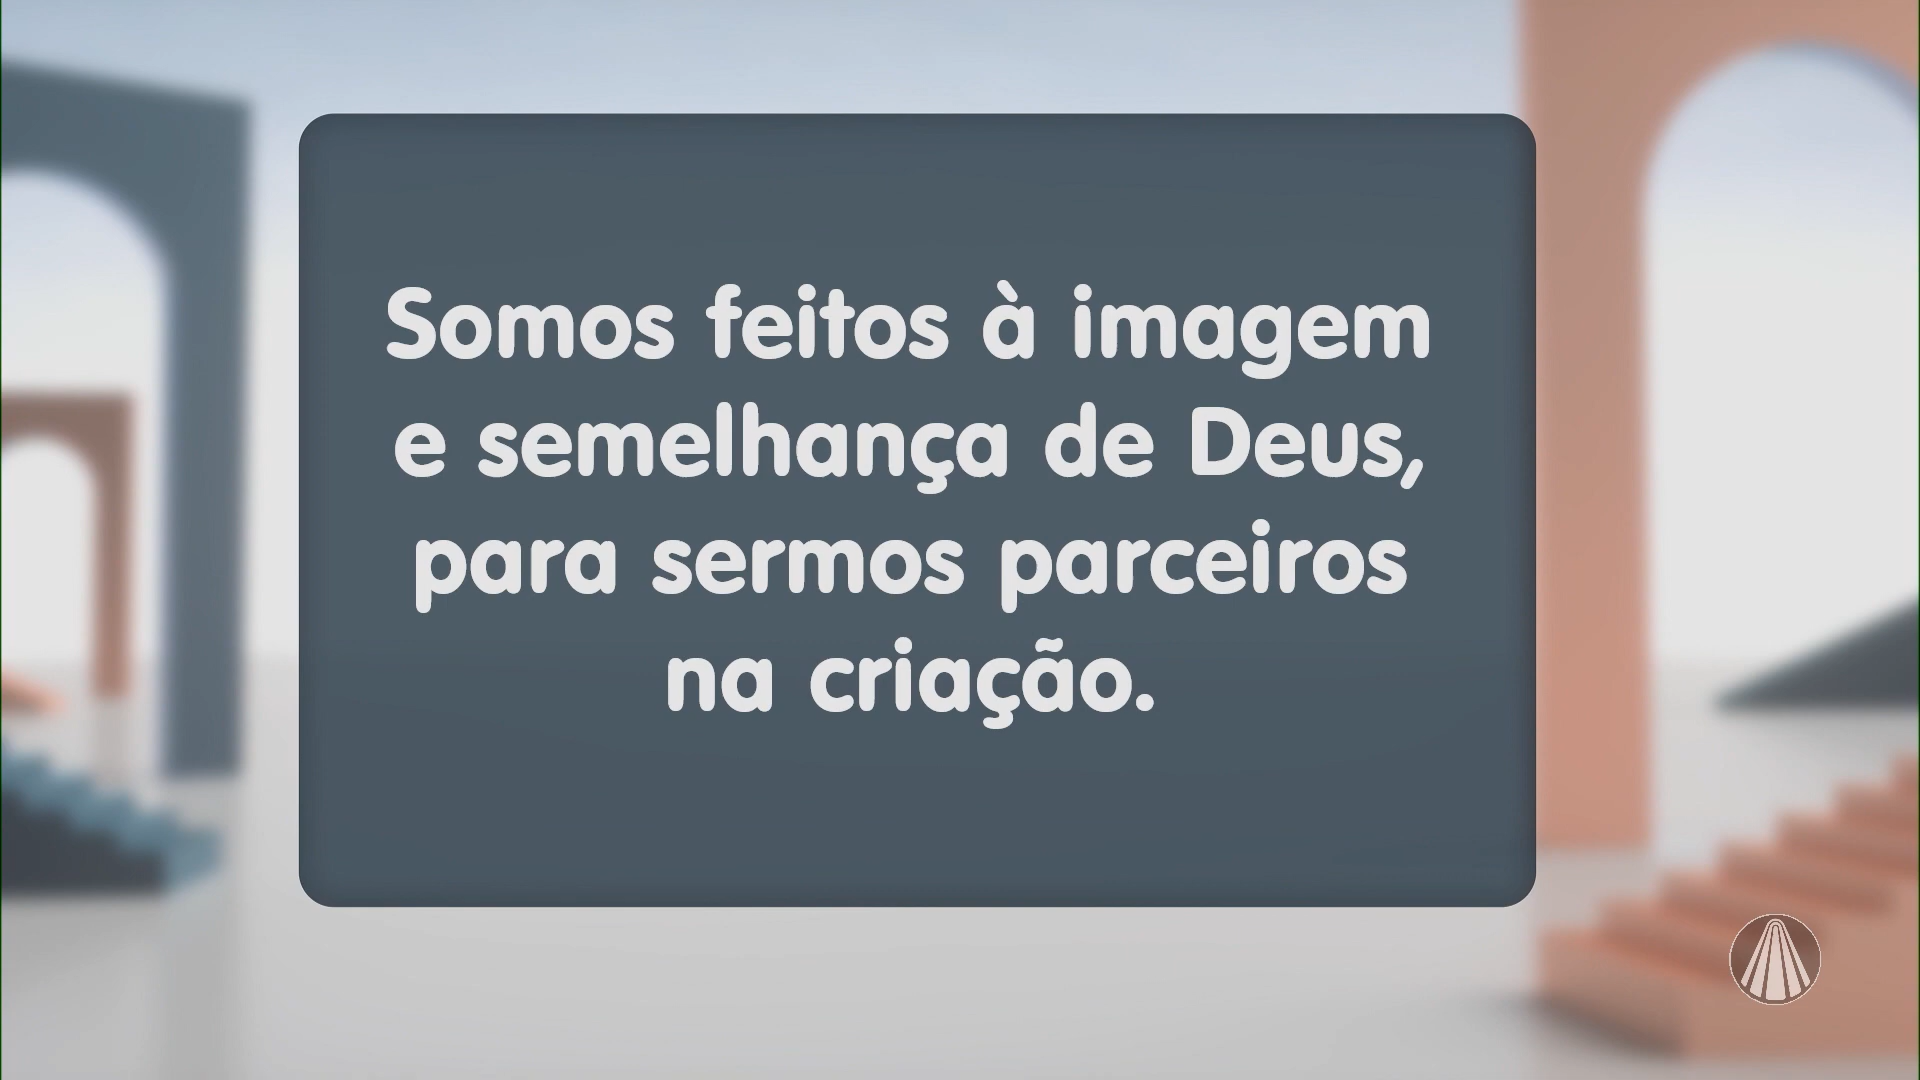 Somos feitos à imagem
e semelhança de Deus,
para sermos parceiros
na criação.